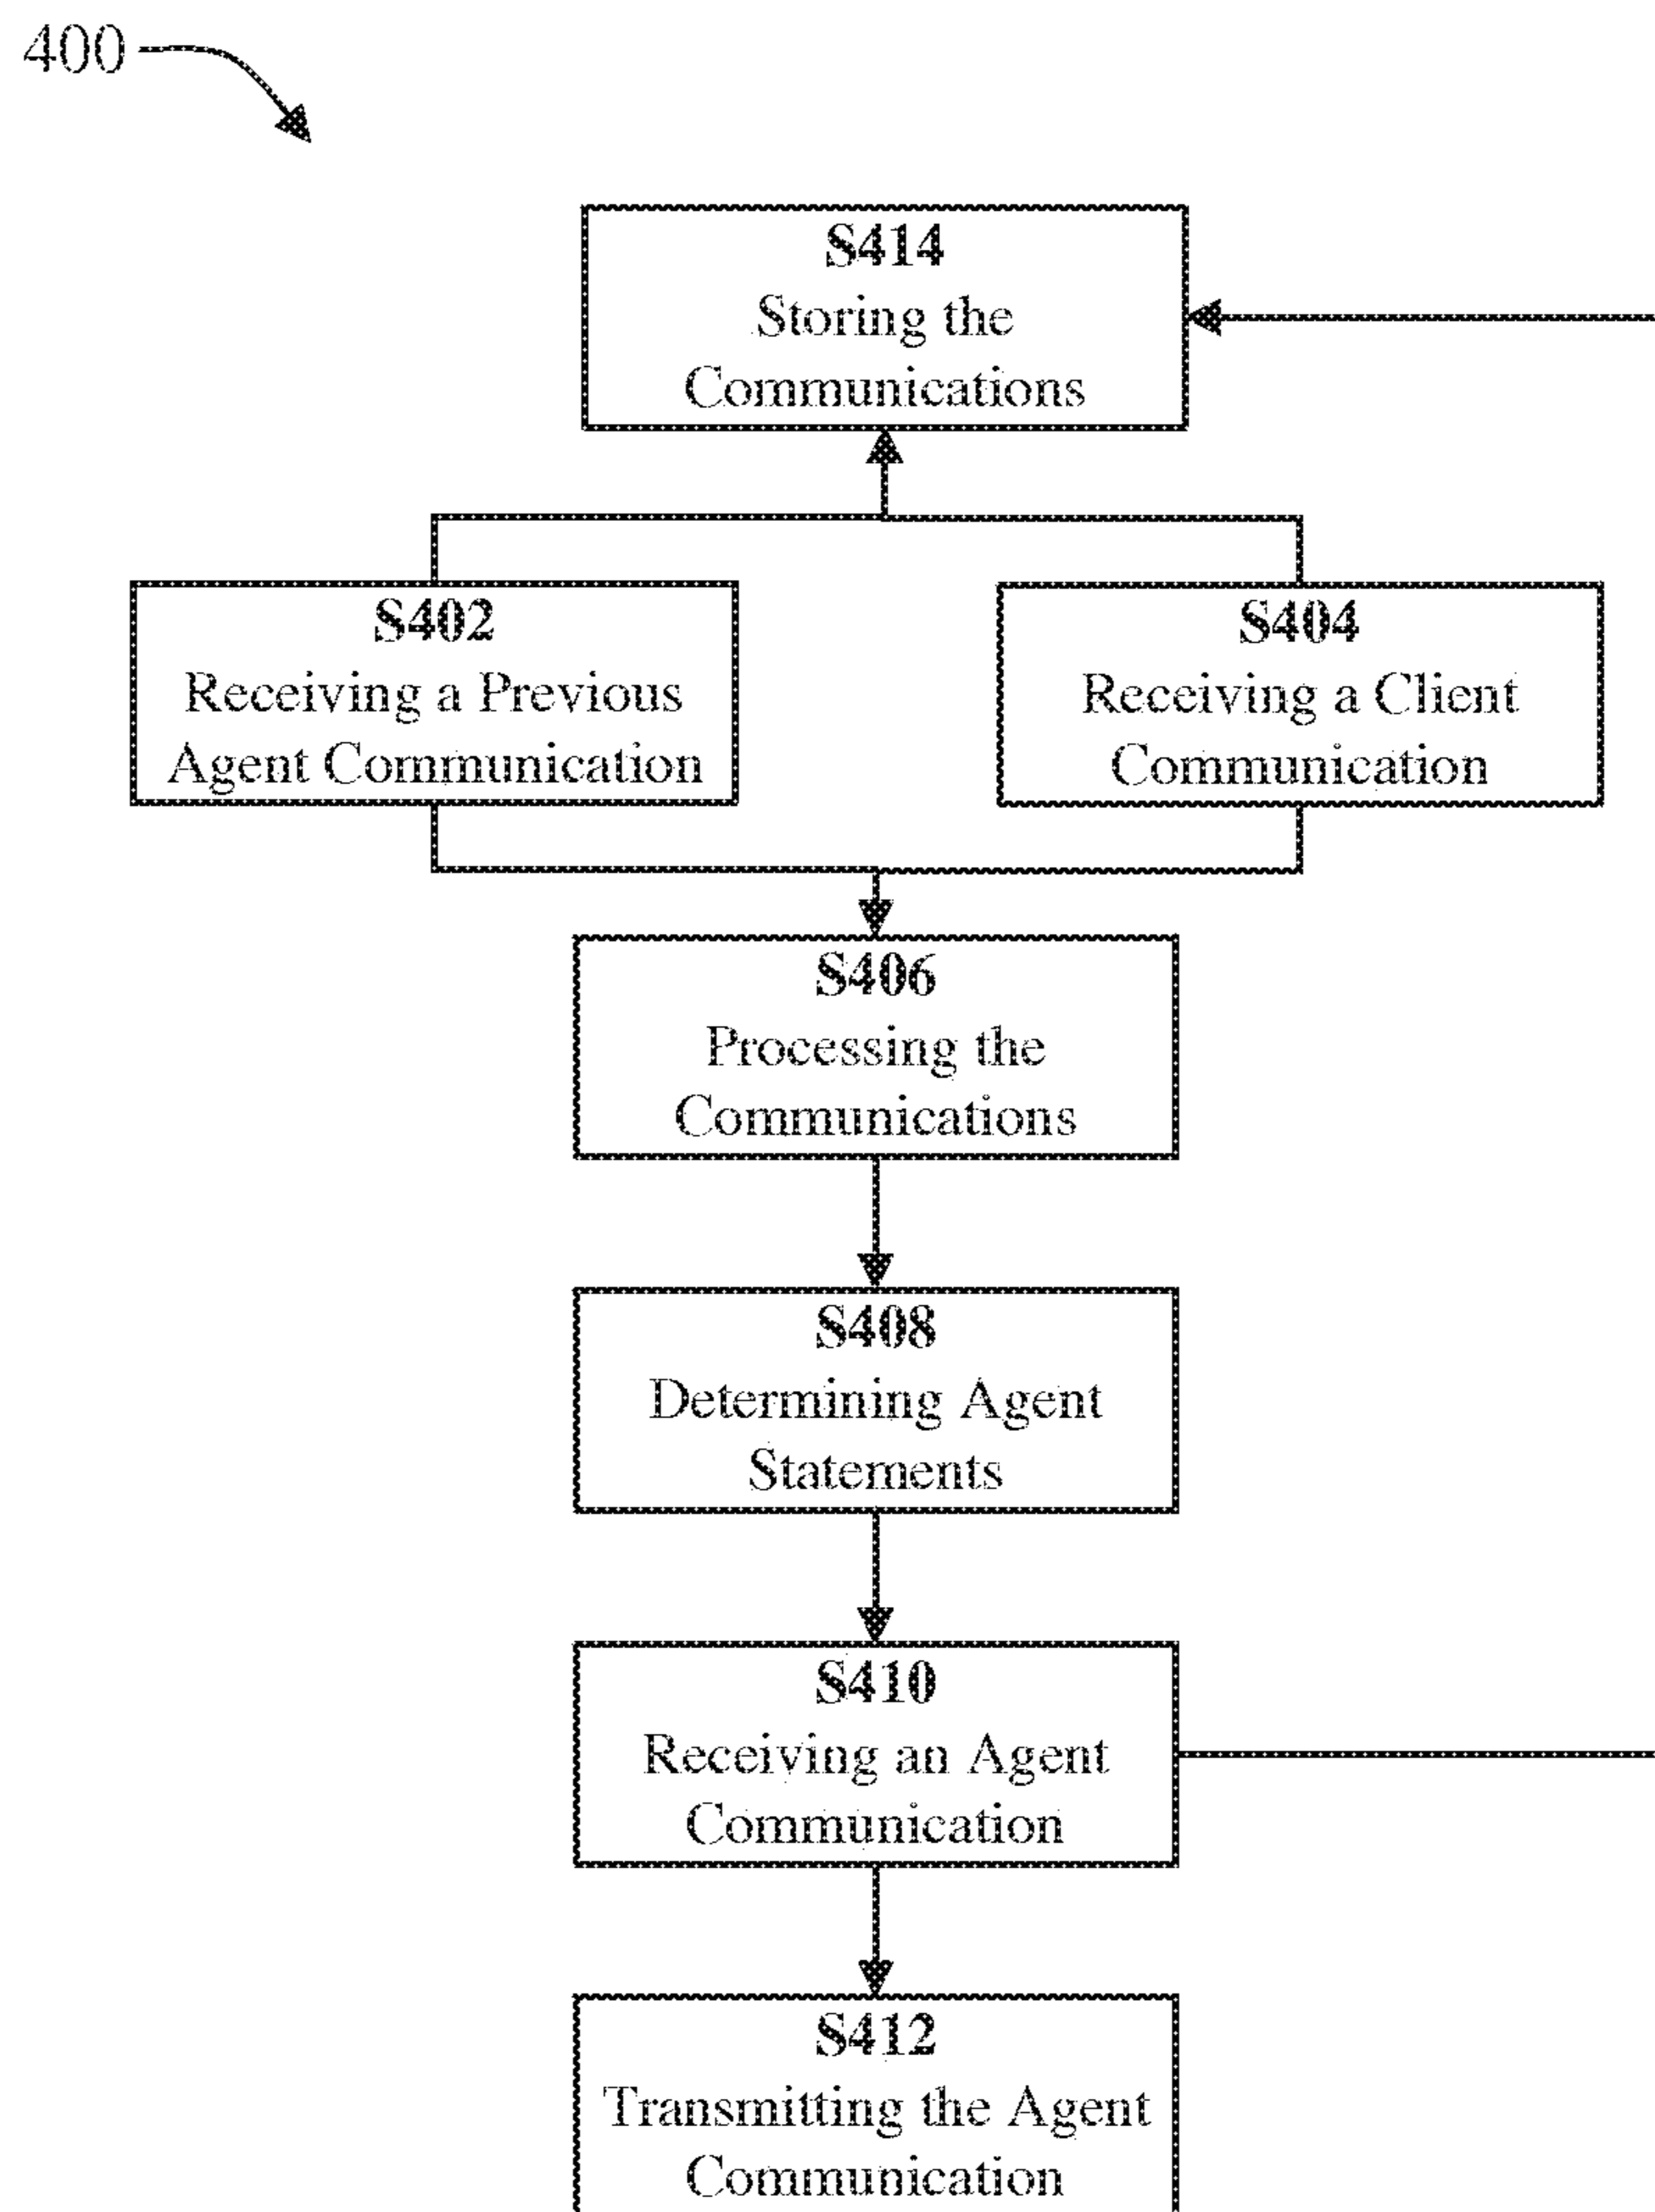 400
S414
Storing the
Communications
S402
Receiving a Previous
Agent Communication
S404
Receiving a Client
Communication
S406
Processing the
Communications
S408
Determining Agent
Statements
S410
Receiving an Agent
Communication
S412
Transmitting the Agent
Communication